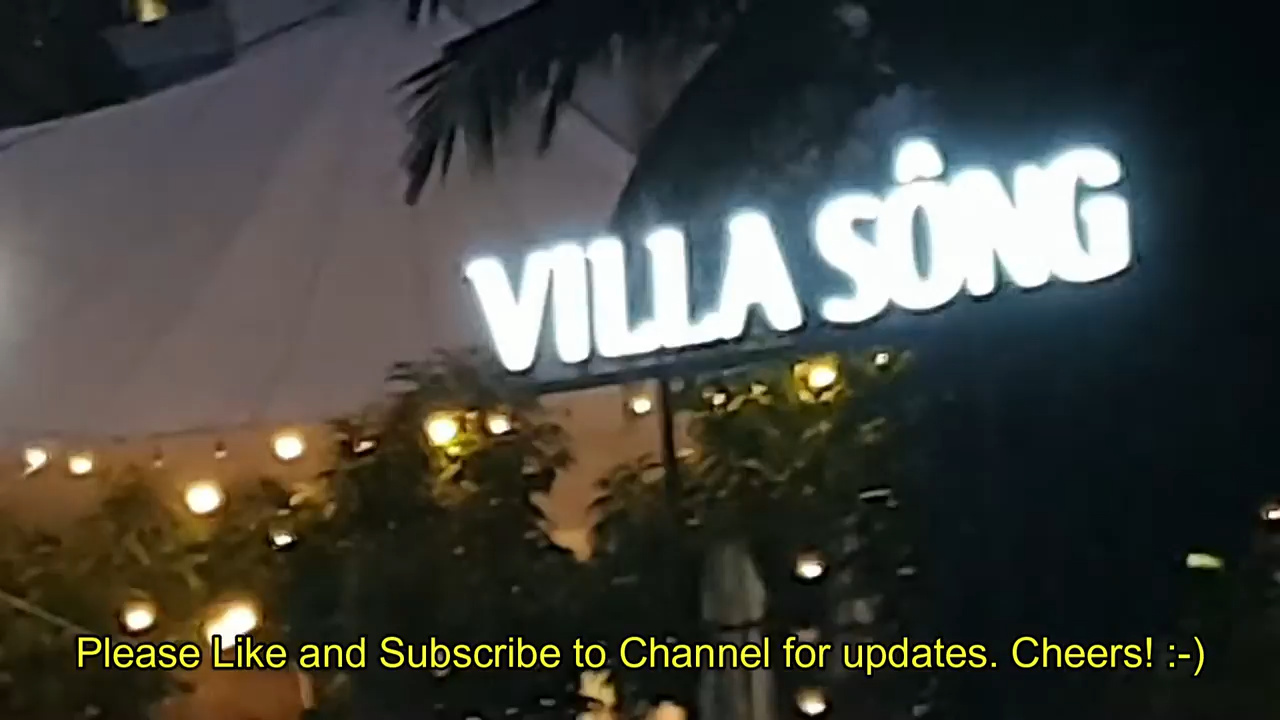 VILLA SÔNG
Please Like and Subscribe to Channel for updates. Cheers! :-)